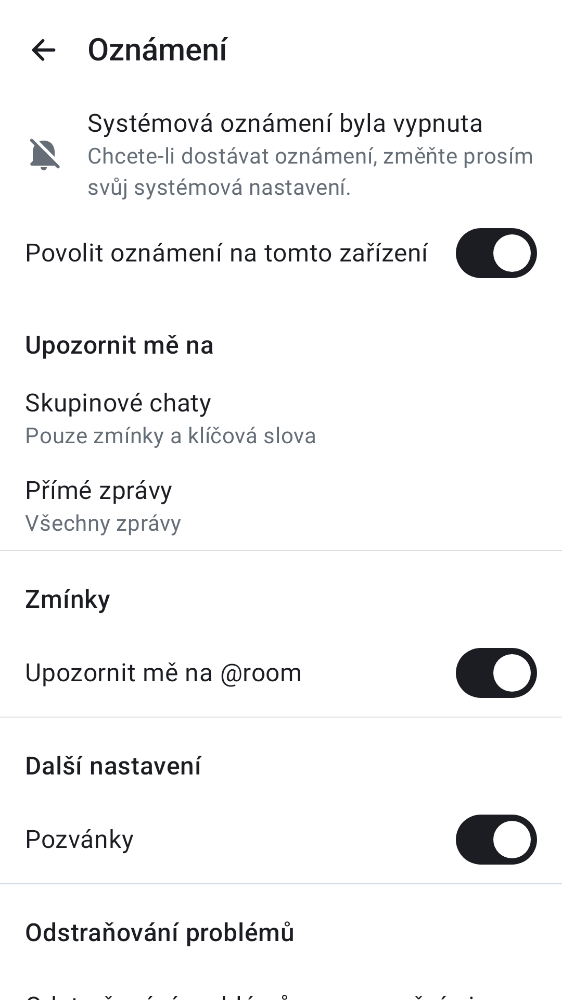 Oznámení
Systémová oznámení byla vypnuta
Chcete-li dostávat oznámení, změňte prosím
svůj systémová nastavení.
Povolit oznámení na tomto zařízení
Upozornit mě na
Skupinové chaty
Pouze zmínky a klíčová slova
Přímé zprávy
Všechny zprávy
Zmínky
Upozornit mě na @room
Další nastavení
Pozvánky
Odstraňování problémů